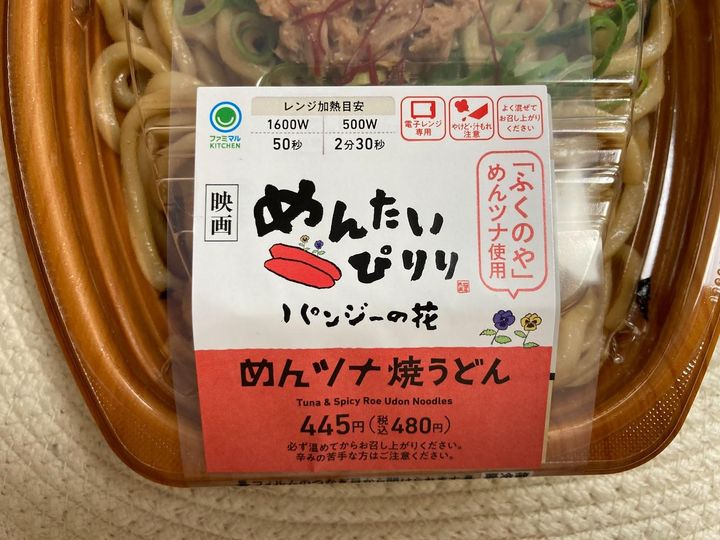 ファミマル
KITCHEN
レンジ加熱目安
1600W 500W
50秒 2分30秒
電子レンジ
専用
やけど・汁もれ
注意
よく混ぜて
お召し上がり
ください
映画
めんたい
ぴりり
パンジーの花
「ふくのや」
めんツナ使用
めんツナ焼うどん
Tuna & Spicy Roe Udon Noodles
445円(税込480円)
必ず温めてからお召し上がりください。
辛みの苦手な方はご注意ください。